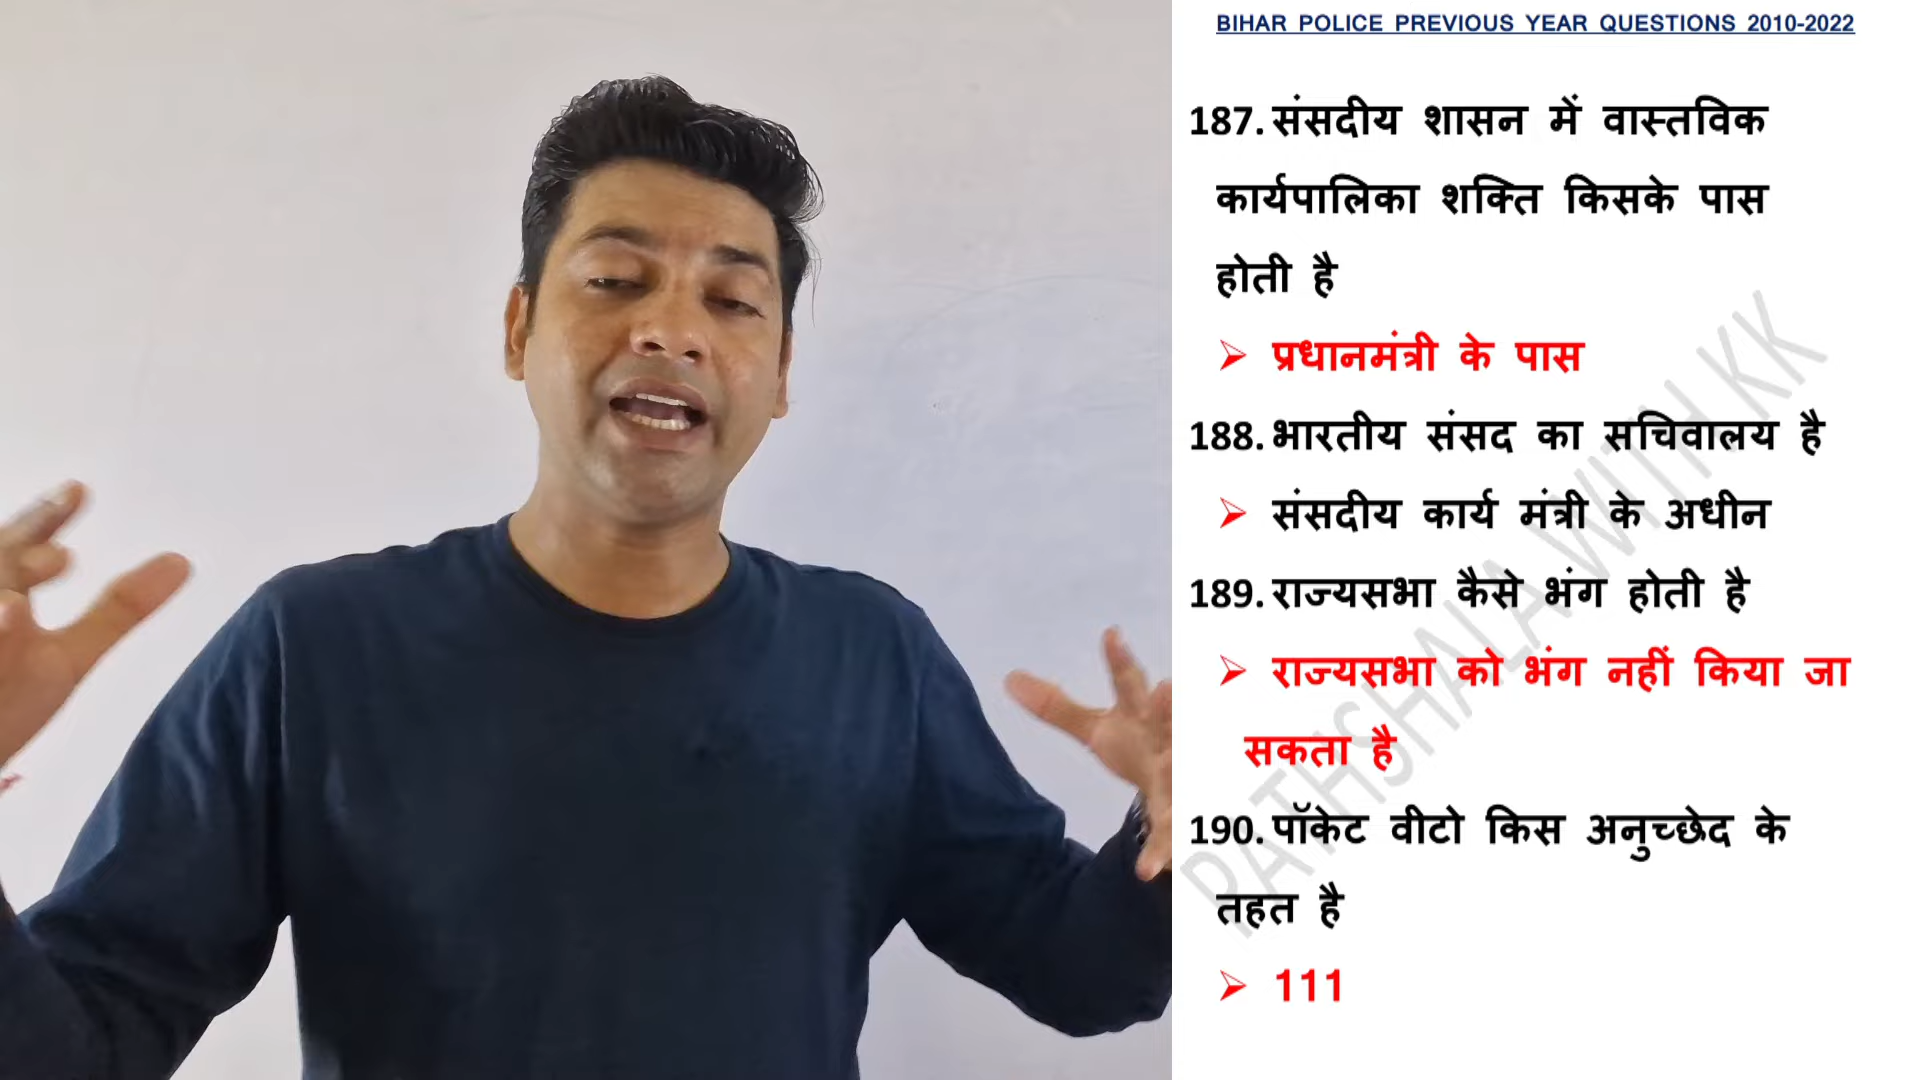 BIHAR POLICE PREVIOUS YEAR QUESTIONS 2010-2022
187. संसदीय शासन में वास्तविक
कार्यपालिका शक्ति किसके पास
होती है
➢ प्रधानमंत्री के पास
188. भारतीय संसद का सचिवालय है
➢ संसदीय कार्य मंत्री के अधीन
189. राज्यसभा कैसे भंग होती है
➢ राज्यसभा को भंग नहीं किया जा
सकता है
190. पॉकेट वीटो किस अनुच्छेद के
तहत है
➢ 111
PATHSHALA WITH KK